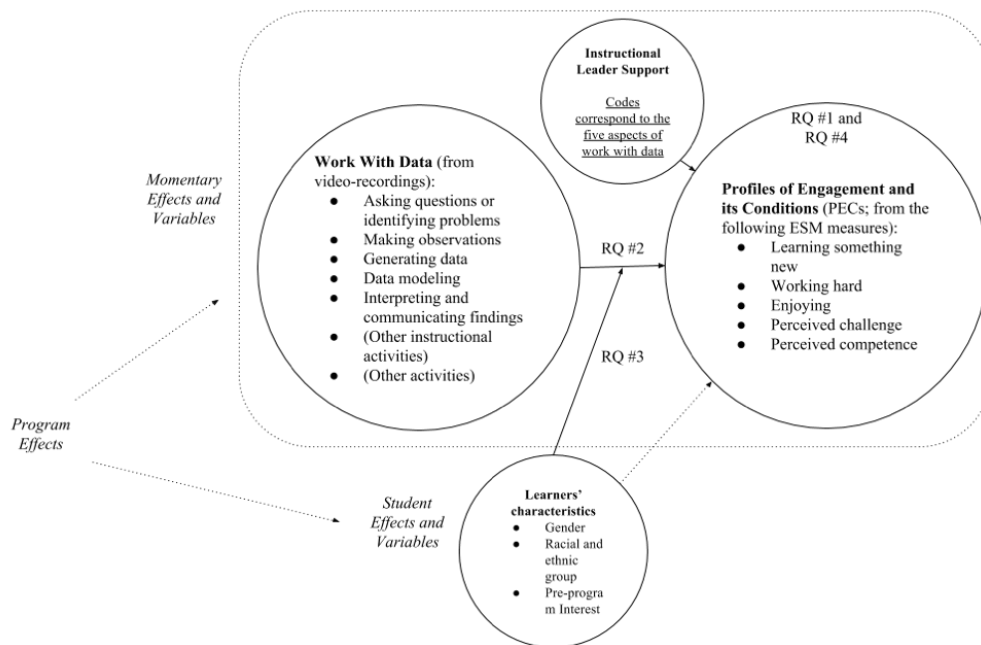 Instructional
Leader Support
Codes
correspond to the
five aspects of
work with data
RQ #1 and
RQ #4
Work With Data (from
video-recordings):
● Asking questions or
identifying problems
● Making observations
● Generating data
● Data modeling
● Interpreting and
communicating findings
● (Other instructional
activities)
● (Other activities)
Momentary
Effects and
Variables
RQ #2
Profiles of Engagement and
its Conditions (PECs; from the
following ESM measures):
● Learning something
new
● Working hard
● Enjoying
● Perceived challenge
● Perceived competence
RQ #3
Program
Effects
Student
Effects and
Variables
Learners’
characteristics
● Gender
● Racial and
ethnic
group
● Pre-progra
m Interest